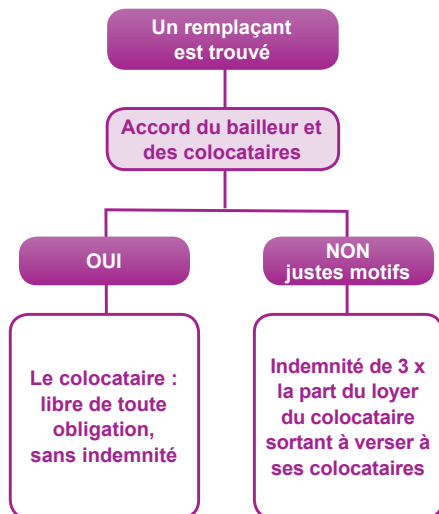 Un remplaçant
est trouvé
Accord du bailleur et
des colocataires
OUI
NON
justes motifs
Le colocataire :
libre de toute
obligation,
sans indemnité
Indemnité de 3 x
la part du loyer
du colocataire
sortant à verser à
ses colocataires